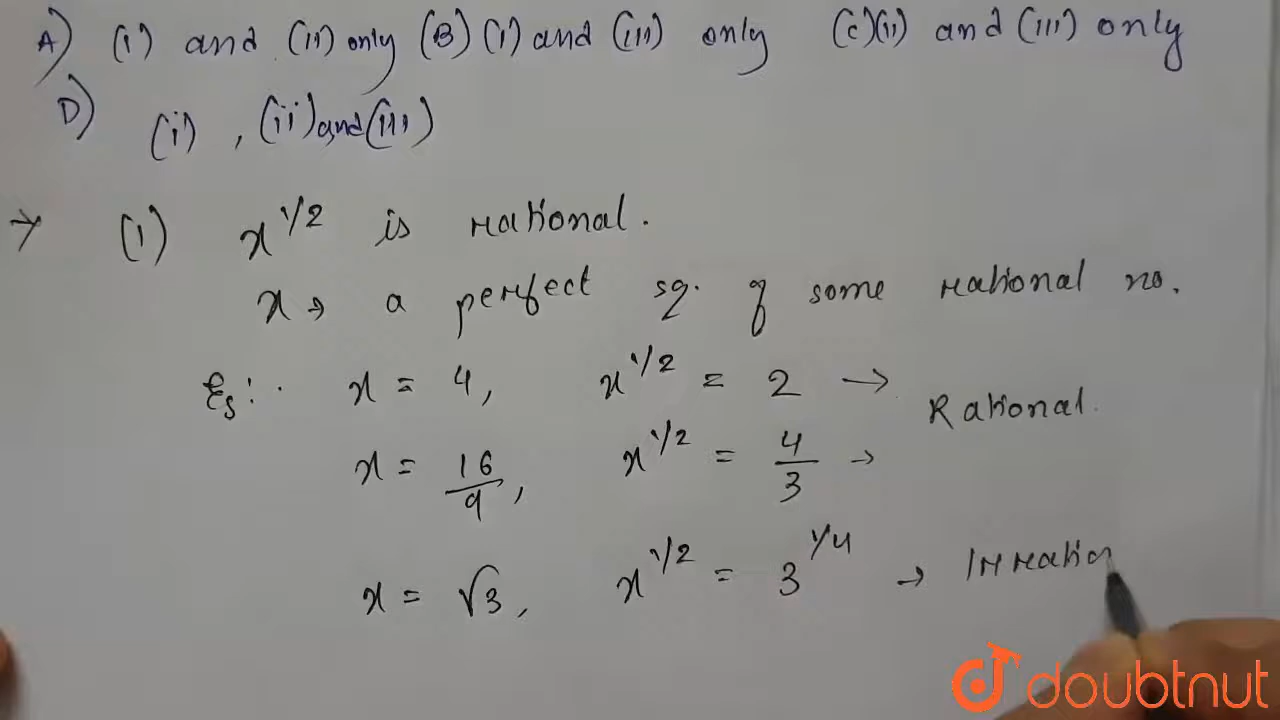 A) (i) and (ii) only (B) (i) and (iii) only (C) (ii) and (iii) only
D) (i), (ii) and (iii)
→ (1) x^1/2 is rational.
x → a perfect sq. of some rational no.
Eg:· x = 4, x^1/2 = 2 → Rational.
x = 16/9, x^1/2 = 4/3 →
x = √3, x^1/2 = 3^1/4 → Irratio
doubtnut